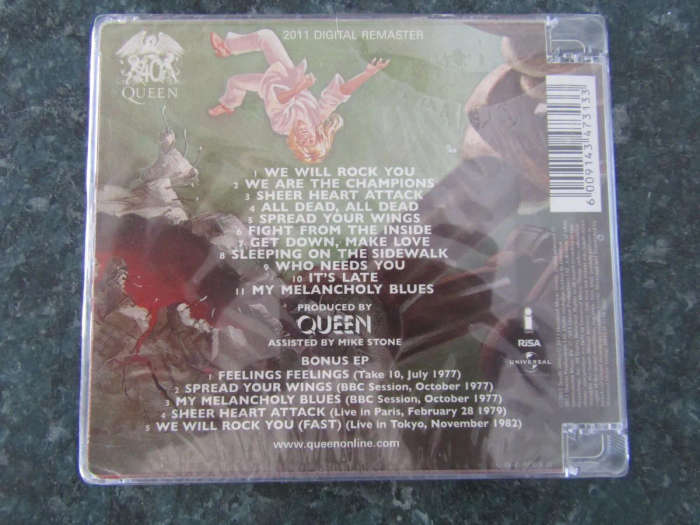 2011 DIGITAL REMASTER
40
QUEEN
1 WE WILL ROCK YOU
2 WE ARE THE CHAMPIONS
3 SHEER HEART ATTACK
4 ALL DEAD, ALL DEAD
5 SPREAD YOUR WINGS
6 FIGHT FROM THE INSIDE
7 GET DOWN, MAKE LOVE
8 SLEEPING ON THE SIDEWALK
9 WHO NEEDS YOU
10 IT'S LATE
11 MY MELANCHOLY BLUES
PRODUCED BY
QUEEN
ASSISTED BY MIKE STONE
BONUS EP
1 FEELINGS FEELINGS (Take 10, July 1977)
2 SPREAD YOUR WINGS (BBC Session, October 1977)
3 MY MELANCHOLY BLUES (BBC Session, October 1977)
4 SHEER HEART ATTACK (Live in Paris, February 28 1979)
5 WE WILL ROCK YOU (FAST) (Live in Tokyo, November 1982)
www.queenonline.com
6 009143 473133
RiSA
UNIVERSAL